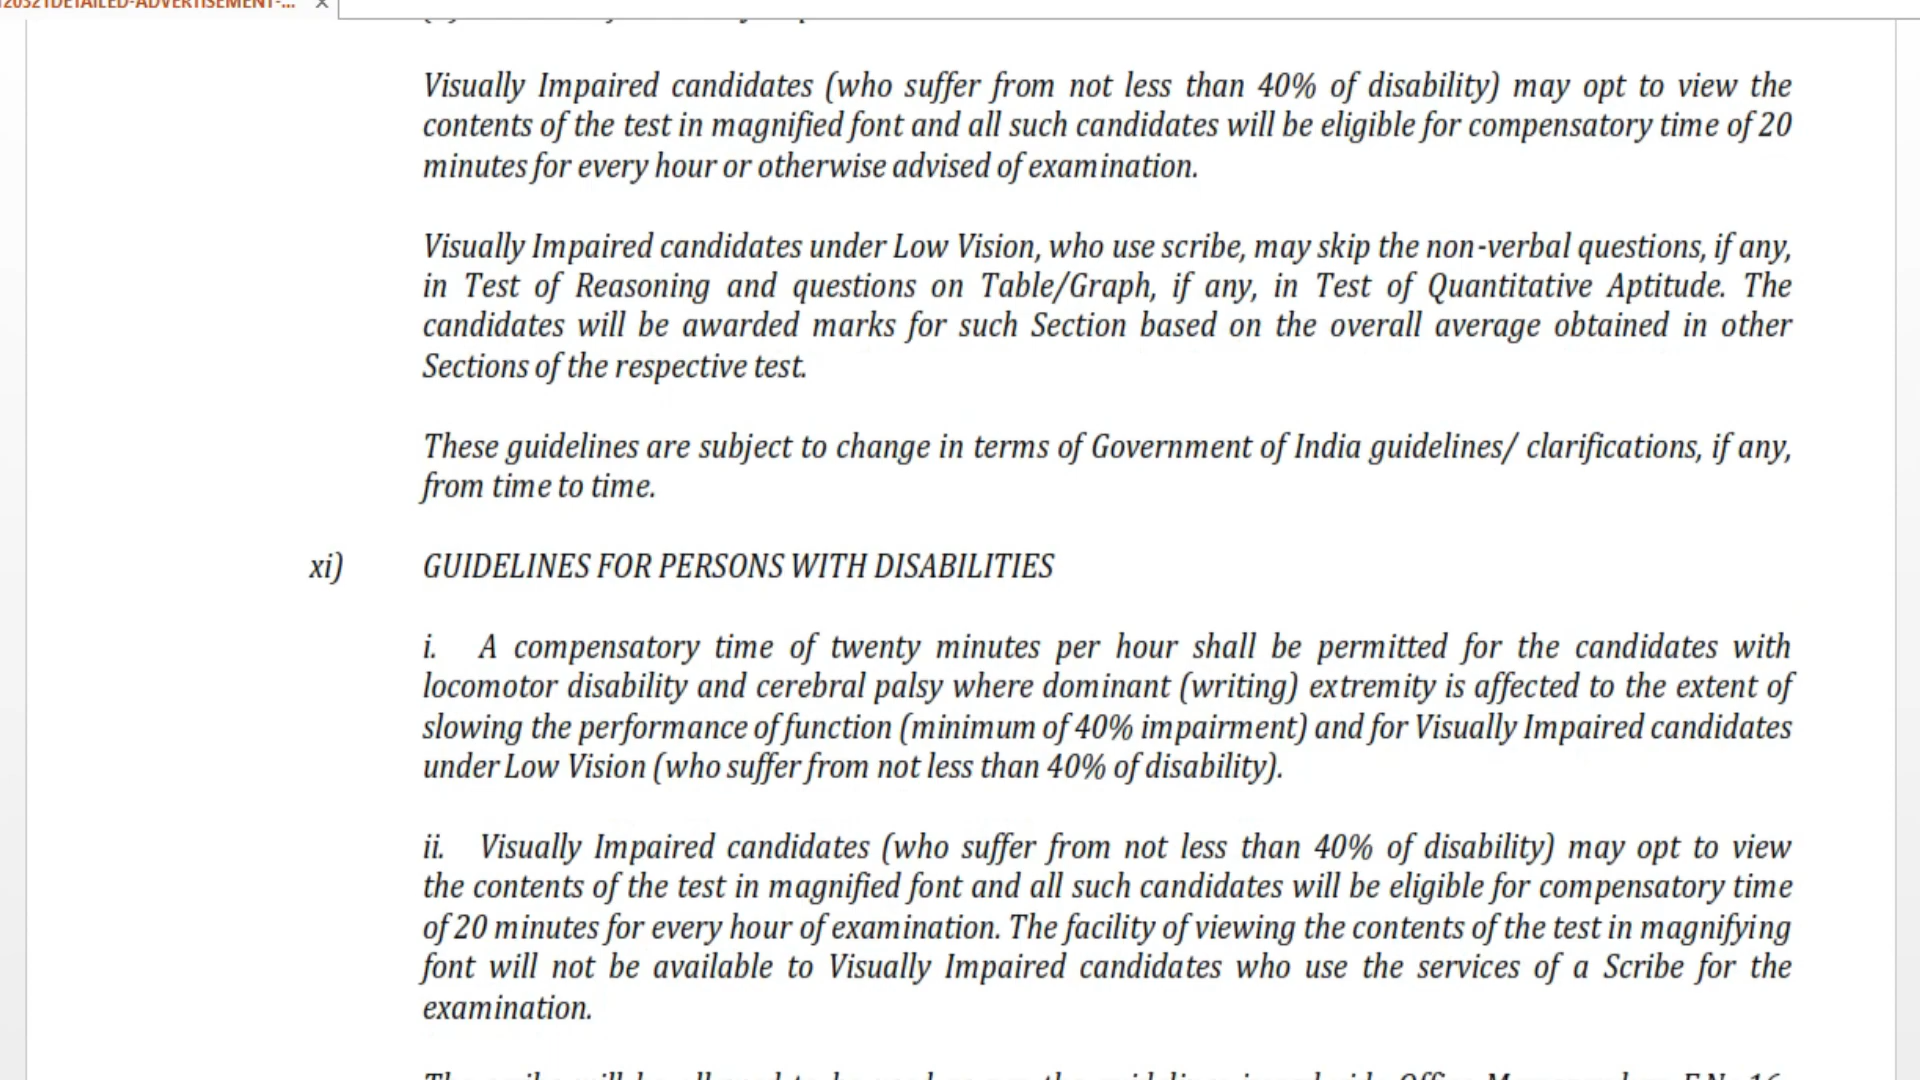 120321DETAILED-ADVERTISEMENT-...
Visually Impaired candidates (who suffer from not less than 40% of disability) may opt to view the
contents of the test in magnified font and all such candidates will be eligible for compensatory time of 20
minutes for every hour or otherwise advised of examination.
Visually Impaired candidates under Low Vision, who use scribe, may skip the non-verbal questions, if any,
in Test of Reasoning and questions on Table/Graph, if any, in Test of Quantitative Aptitude. The
candidates will be awarded marks for such Section based on the overall average obtained in other
Sections of the respective test.
These guidelines are subject to change in terms of Government of India guidelines/ clarifications, if any,
from time to time.
xi) GUIDELINES FOR PERSONS WITH DISABILITIES
i. A compensatory time of twenty minutes per hour shall be permitted for the candidates with
locomotor disability and cerebral palsy where dominant (writing) extremity is affected to the extent of
slowing the performance of function (minimum of 40% impairment) and for Visually Impaired candidates
under Low Vision (who suffer from not less than 40% of disability).
ii. Visually Impaired candidates (who suffer from not less than 40% of disability) may opt to view
the contents of the test in magnified font and all such candidates will be eligible for compensatory time
of 20 minutes for every hour of examination. The facility of viewing the contents of the test in magnifying
font will not be available to Visually Impaired candidates who use the services of a Scribe for the
examination.